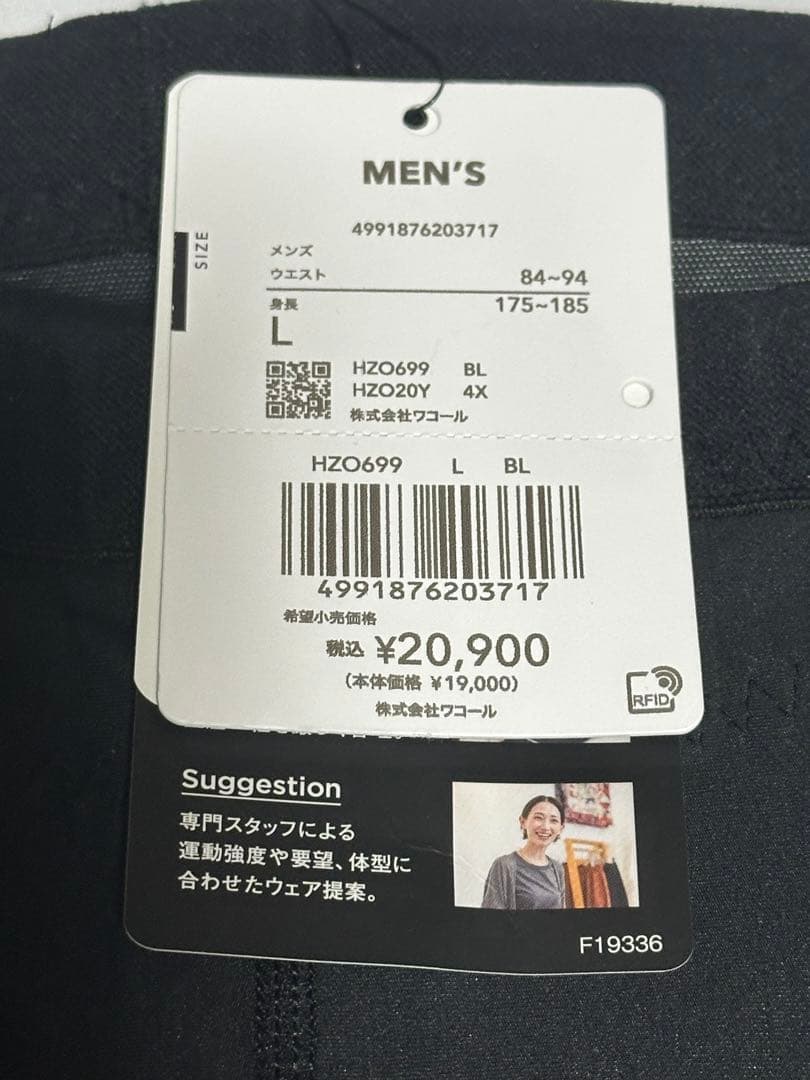 MEN'S
4991876203717
SIZE
メンズ
ウエスト 84~94
身長 175~185
L
HZO699 BL
HZO20Y 4X
株式会社ワコール
HZO699 L BL
4991876203717
希望小売価格
税込 ¥20,900
(本体価格 ¥19,000)
株式会社ワコール
RFID
Suggestion
専門スタッフによる
運動強度や要望、体型に
合わせたウェア提案。
F19336